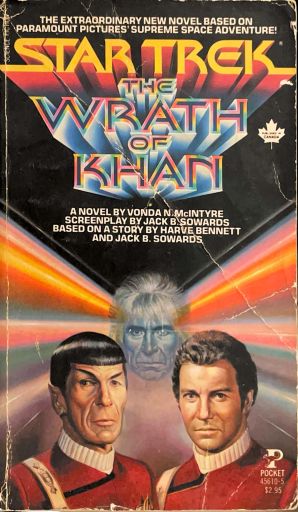 THE EXTRAORDINARY NEW NOVEL BASED ON
PARAMOUNT PICTURES' SUPREME SPACE ADVENTURE!
STAR TREK
THE
WRATH
OF
KHAN
A NOVEL BY VONDA N. McINTYRE
SCREENPLAY BY JACK B. SOWARDS
BASED ON A STORY BY HARVE BENNETT
AND JACK B. SOWARDS
POCKET
45610-5
$2.95